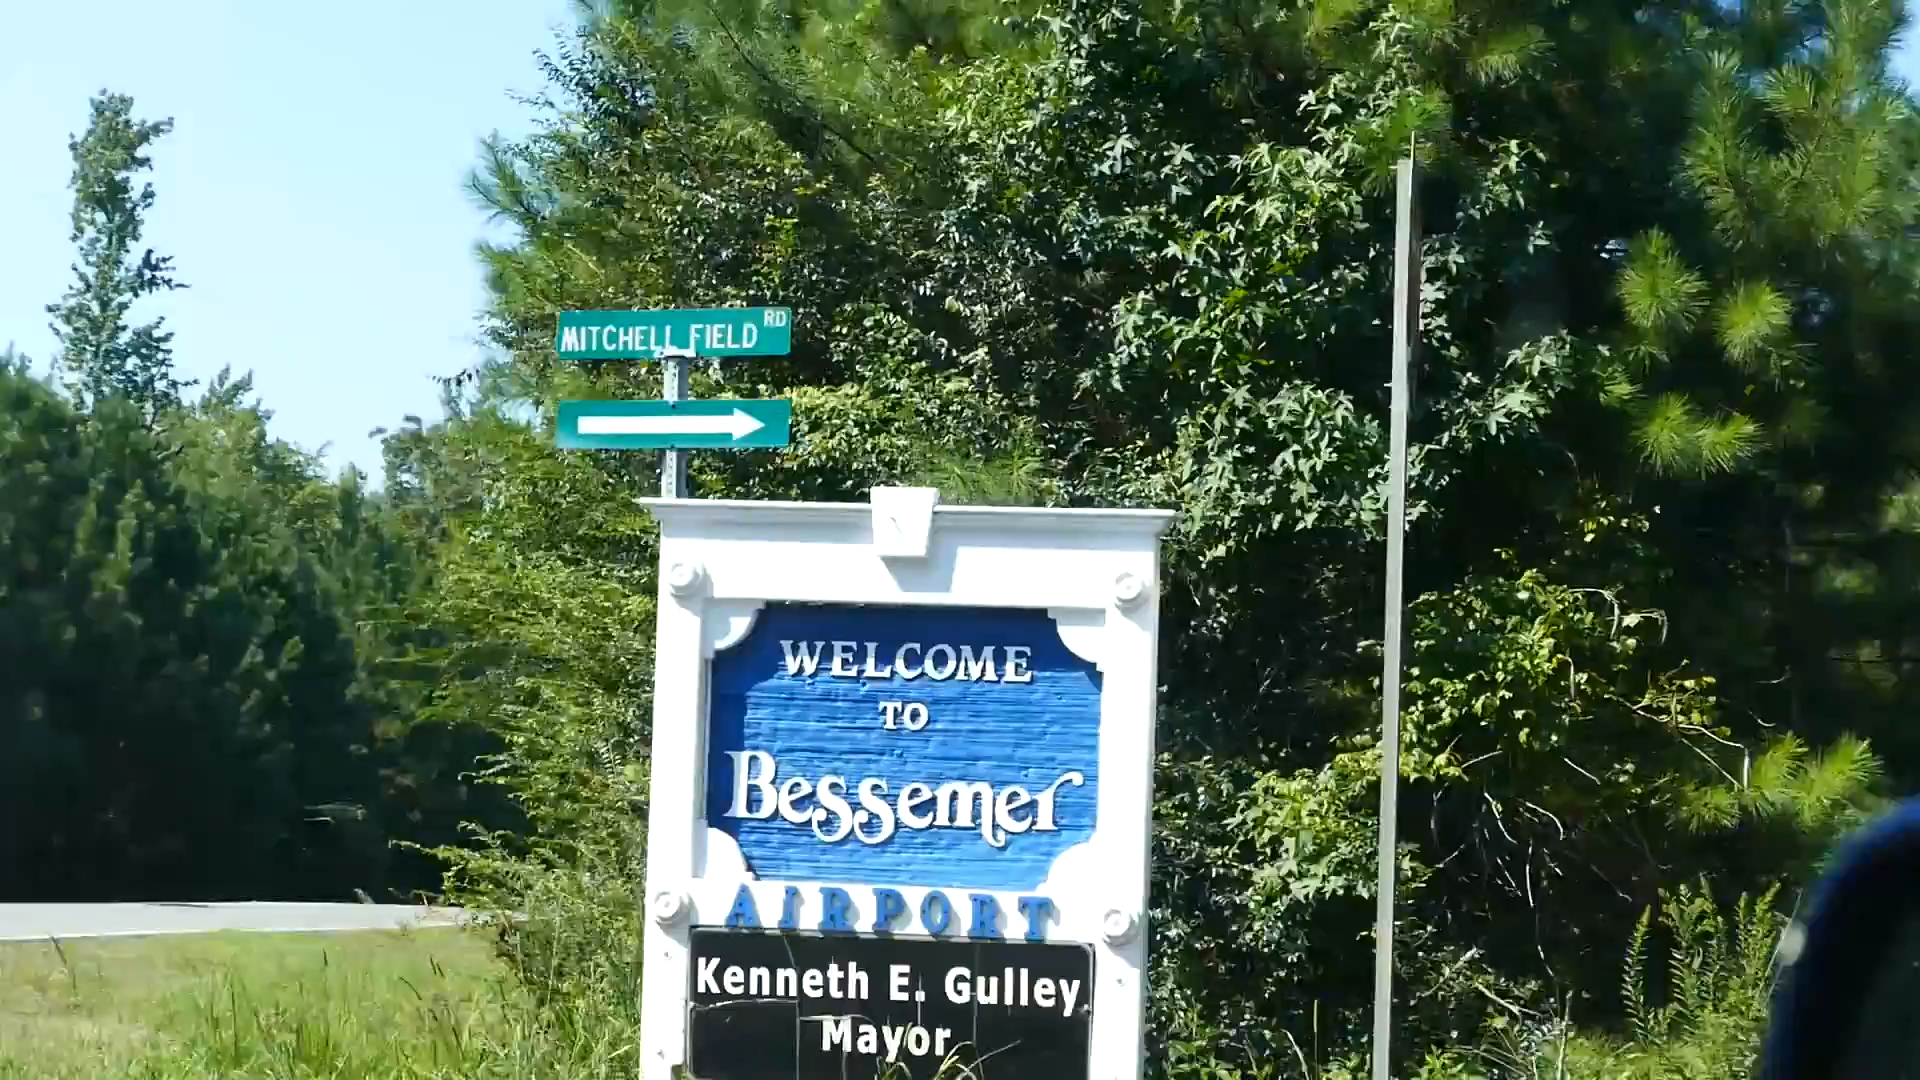 MITCHELL FIELD RD
WELCOME
TO
Bessemer
AIRPORT
Kenneth E. Gulley
Mayor